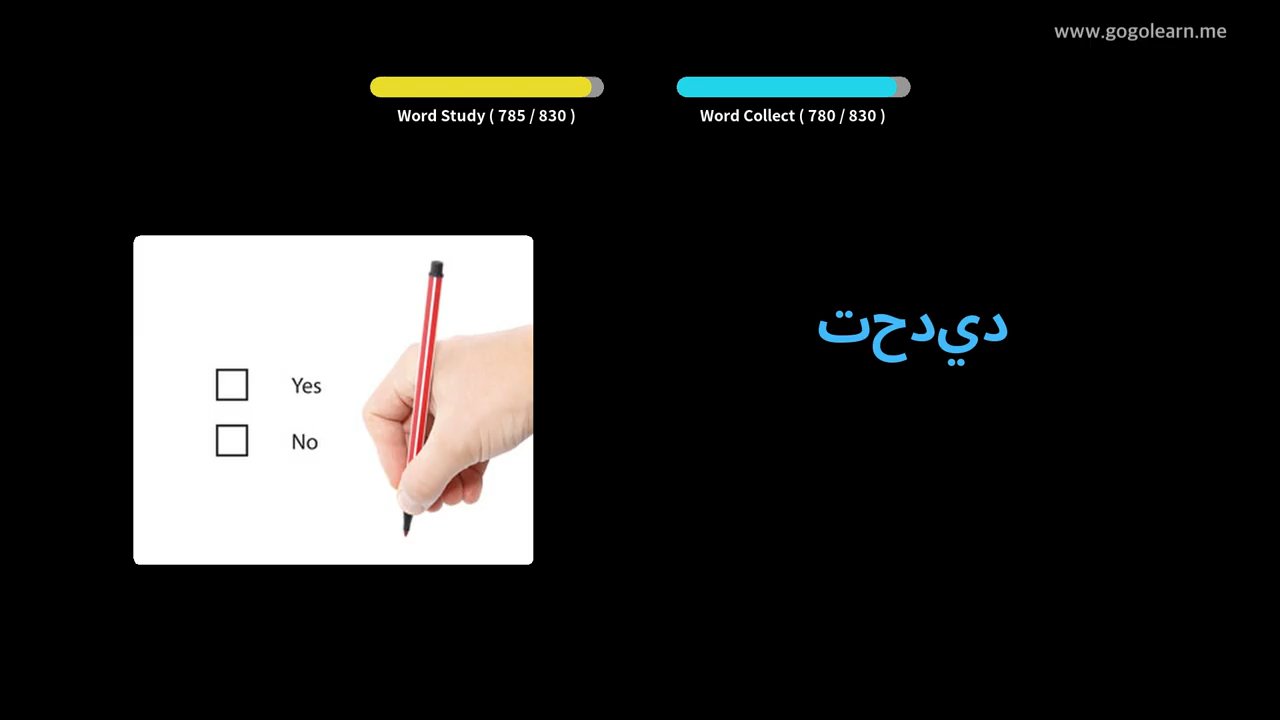 www.gogolearn.me
Word Study ( 785 / 830 )
Word Collect ( 780 / 830 )
Yes
No
تحديد